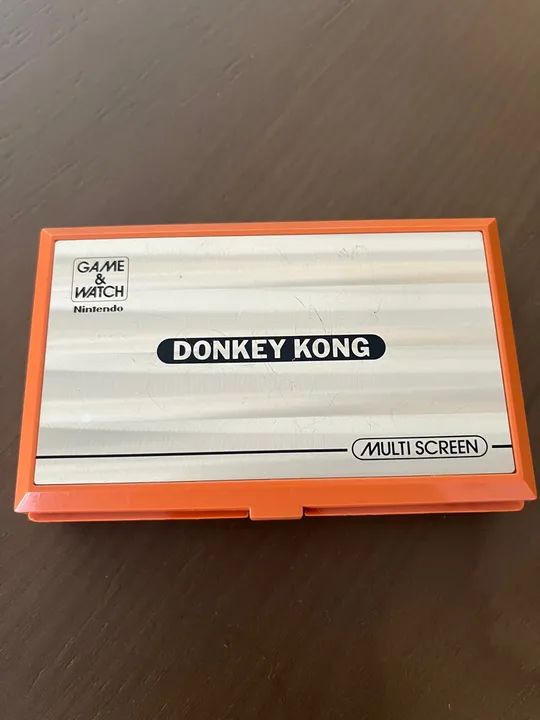 GAME
&
WATCH
Nintendo
DONKEY KONG
MULTI SCREEN